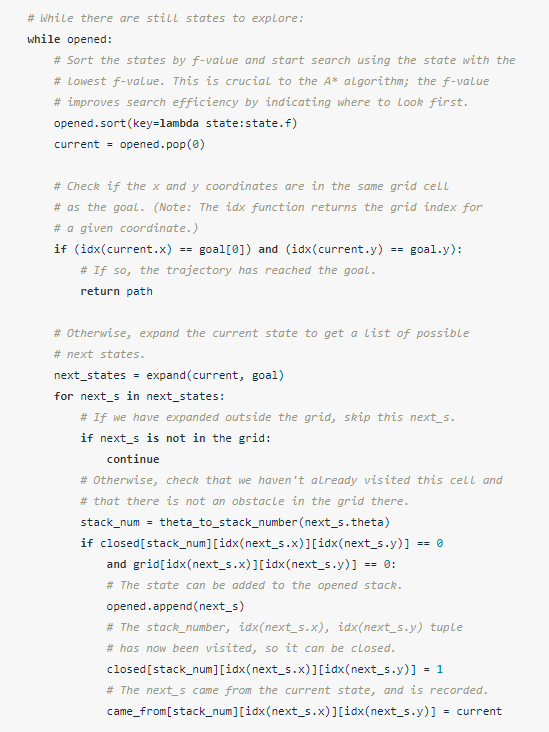 # While there are still states to explore:
while opened:
    # Sort the states by f-value and start search using the state with the
    # lowest f-value. This is crucial to the A* algorithm; the f-value
    # improves search efficiency by indicating where to look first.
    opened.sort(key=lambda state:state.f)
    current = opened.pop(0)

    # Check if the x and y coordinates are in the same grid cell
    # as the goal. (Note: The idx function returns the grid index for
    # a given coordinate.)
    if (idx(current.x) == goal[0]) and (idx(current.y) == goal.y):
        # If so, the trajectory has reached the goal.
        return path

    # Otherwise, expand the current state to get a list of possible
    # next states.
    next_states = expand(current, goal)
    for next_s in next_states:
        # If we have expanded outside the grid, skip this next_s.
        if next_s is not in the grid:
            continue
        # Otherwise, check that we haven't already visited this cell and
        # that there is not an obstacle in the grid there.
        stack_num = theta_to_stack_number(next_s.theta)
        if closed[stack_num][idx(next_s.x)][idx(next_s.y)] == 0
            and grid[idx(next_s.x)][idx(next_s.y)] == 0:
            # The state can be added to the opened stack.
            opened.append(next_s)
            # The stack_number, idx(next_s.x), idx(next_s.y) tuple
            # has now been visited, so it can be closed.
            closed[stack_num][idx(next_s.x)][idx(next_s.y)] = 1
            # The next_s came from the current state, and is recorded.
            came_from[stack_num][idx(next_s.x)][idx(next_s.y)] = current